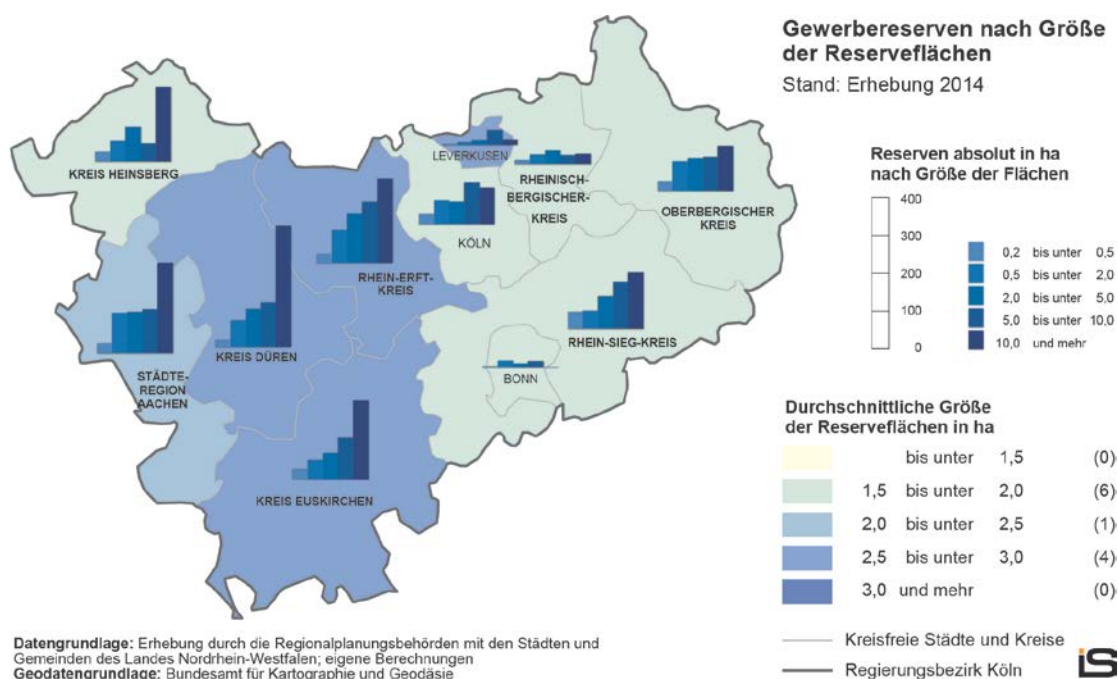 Gewerbereserven nach Größe
der Reserveflächen
Stand: Erhebung 2014
KREIS HEINSBERG
LEVERKUSEN
RHEINISCH-
BERGISCHER-
KREIS
OBERBERGISCHER
KREIS
KÖLN
RHEIN-ERFT-
KREIS
KREIS DÜREN
RHEIN-SIEG-KREIS
STÄDTE-
REGION
AACHEN
BONN
KREIS EUSKIRCHEN
Reserven absolut in ha
nach Größe der Flächen
400
300
200
100
0
0,2 bis unter 0,5
0,5 bis unter 2,0
2,0 bis unter 5,0
5,0 bis unter 10,0
10,0 und mehr
Durchschnittliche Größe
der Reserveflächen in ha
bis unter 1,5 (0)
1,5 bis unter 2,0 (6)
2,0 bis unter 2,5 (1)
2,5 bis unter 3,0 (4)
3,0 und mehr (0)
Kreisfreie Städte und Kreise
Regierungsbezirk Köln
iS
Datengrundlage: Erhebung durch die Regionalplanungsbehörden mit den Städten und
Gemeinden des Landes Nordrhein-Westfalen; eigene Berechnungen
Geodatengrundlage: Bundesamt für Kartographie und Geodäsie